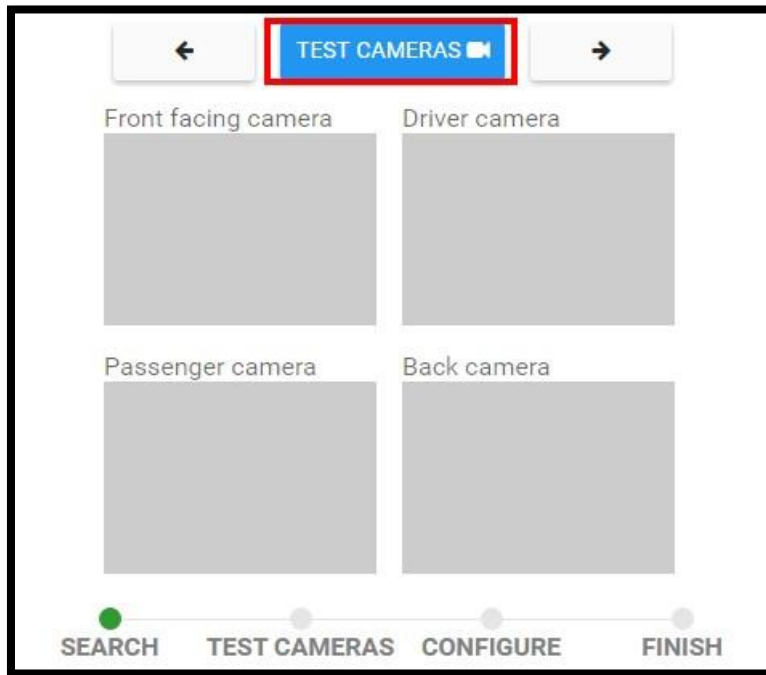 TEST CAMERAS
Front facing camera Driver camera
Passenger camera Back camera
SEARCH TEST CAMERAS CONFIGURE FINISH